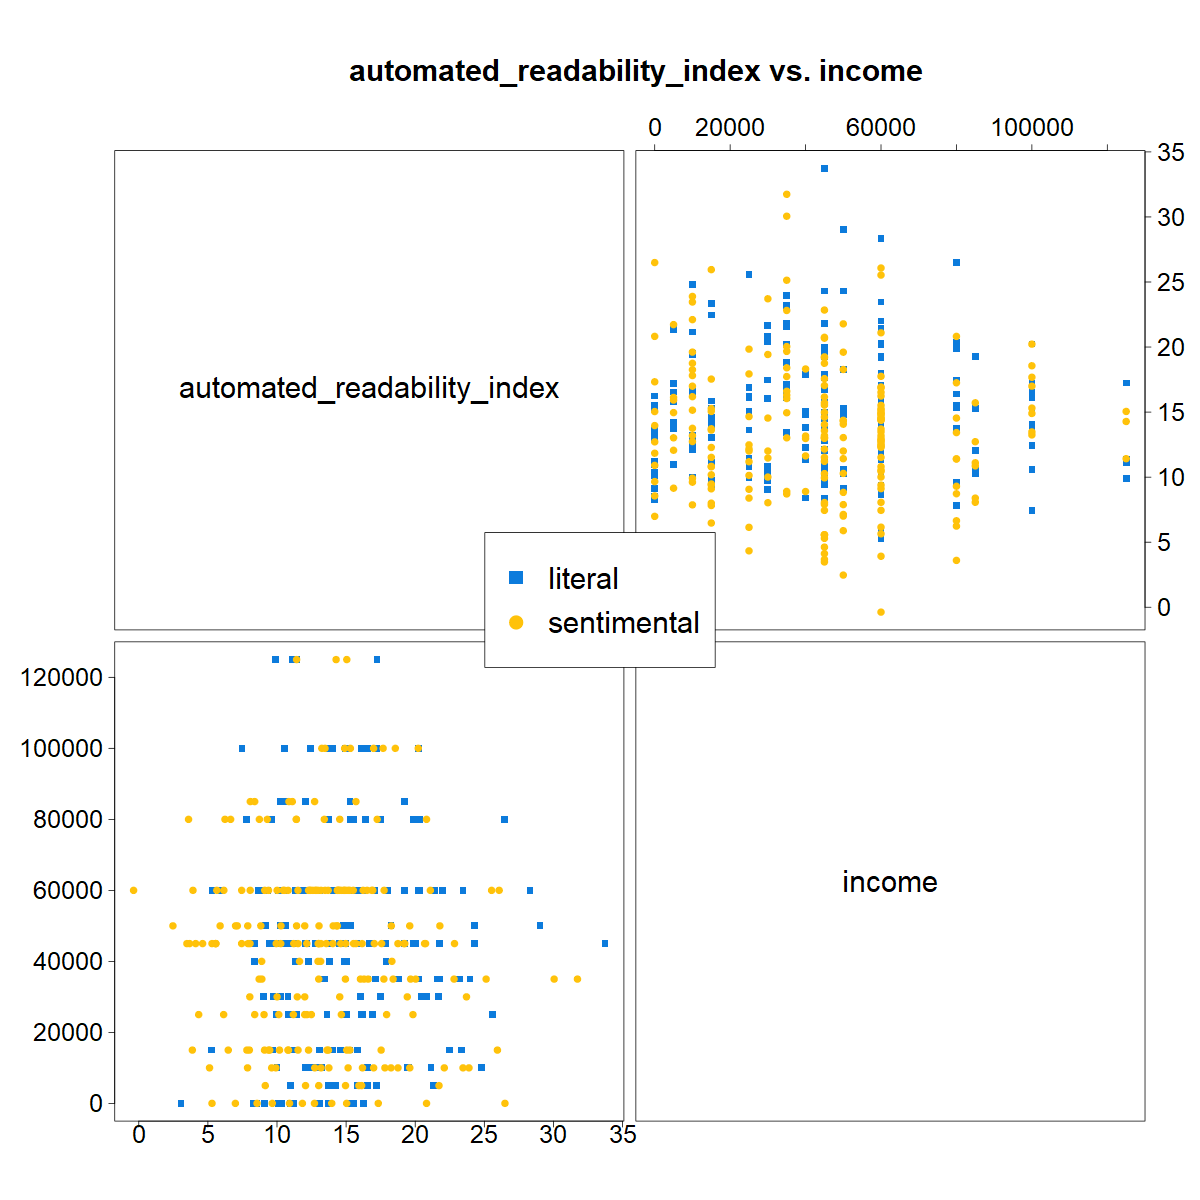 automated_readability_index vs. income
0 20000 60000 100000
automated_readability_index
35
30
25
20
15
10
5
0
literal
sentimental
120000
100000
80000
60000
40000
20000
0
income
0 5 10 15 20 25 30 35